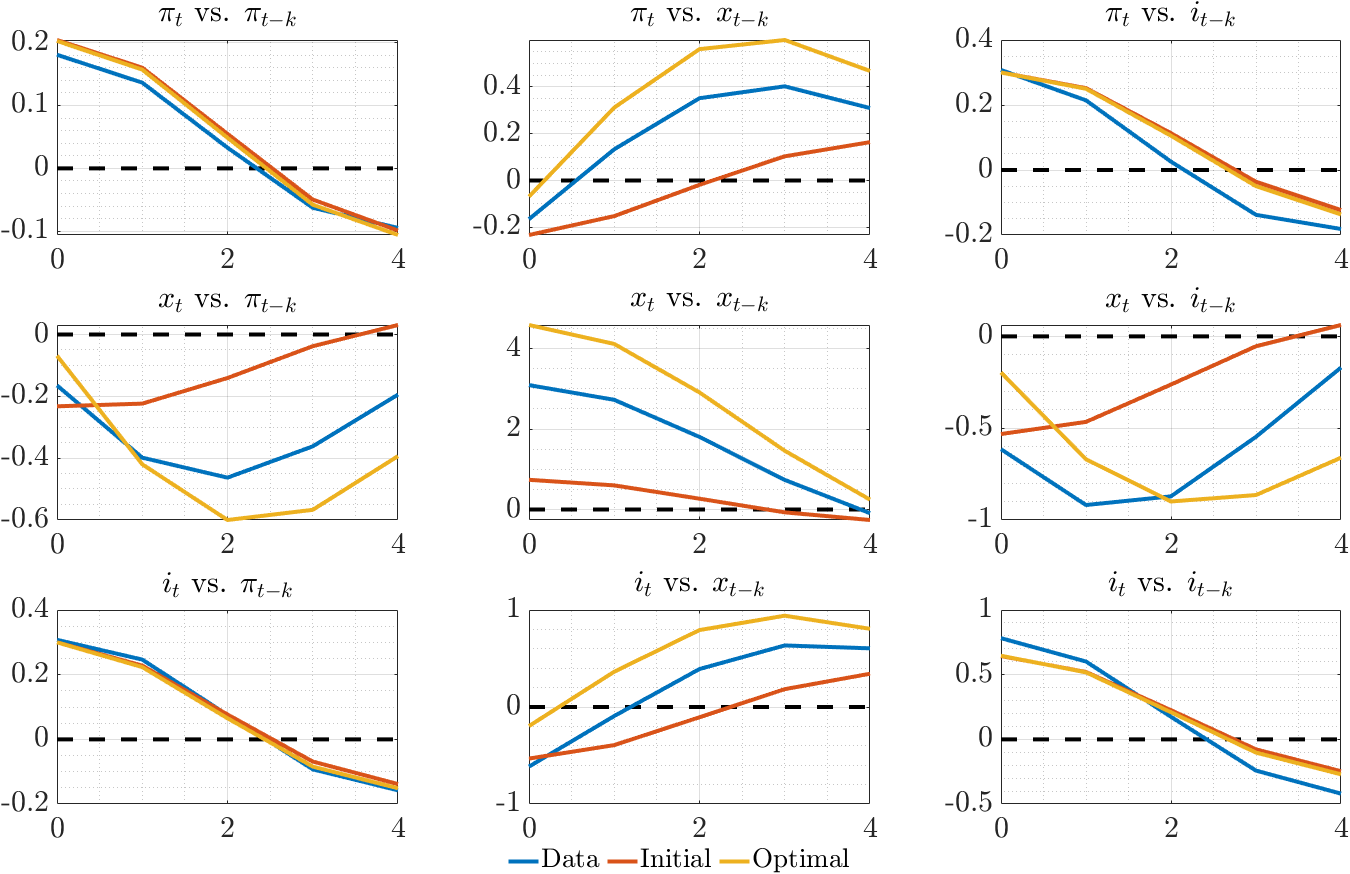 π_t vs. π_{t−k}
0.2
0.1
0
-0.1
0 2 4
π_t vs. x_{t−k}
0.4
0.2
0
-0.2
0 2 4
π_t vs. i_{t−k}
0.4
0.2
0
-0.2
0 2 4
x_t vs. π_{t−k}
0
-0.2
-0.4
-0.6
0 2 4
x_t vs. x_{t−k}
4
2
0
0 2 4
x_t vs. i_{t−k}
0
-0.5
-1
0 2 4
i_t vs. π_{t−k}
0.4
0.2
0
-0.2
0 2 4
i_t vs. x_{t−k}
1
0
-1
0 2 4
i_t vs. i_{t−k}
1
0.5
0
-0.5
0 2 4
Data Initial Optimal